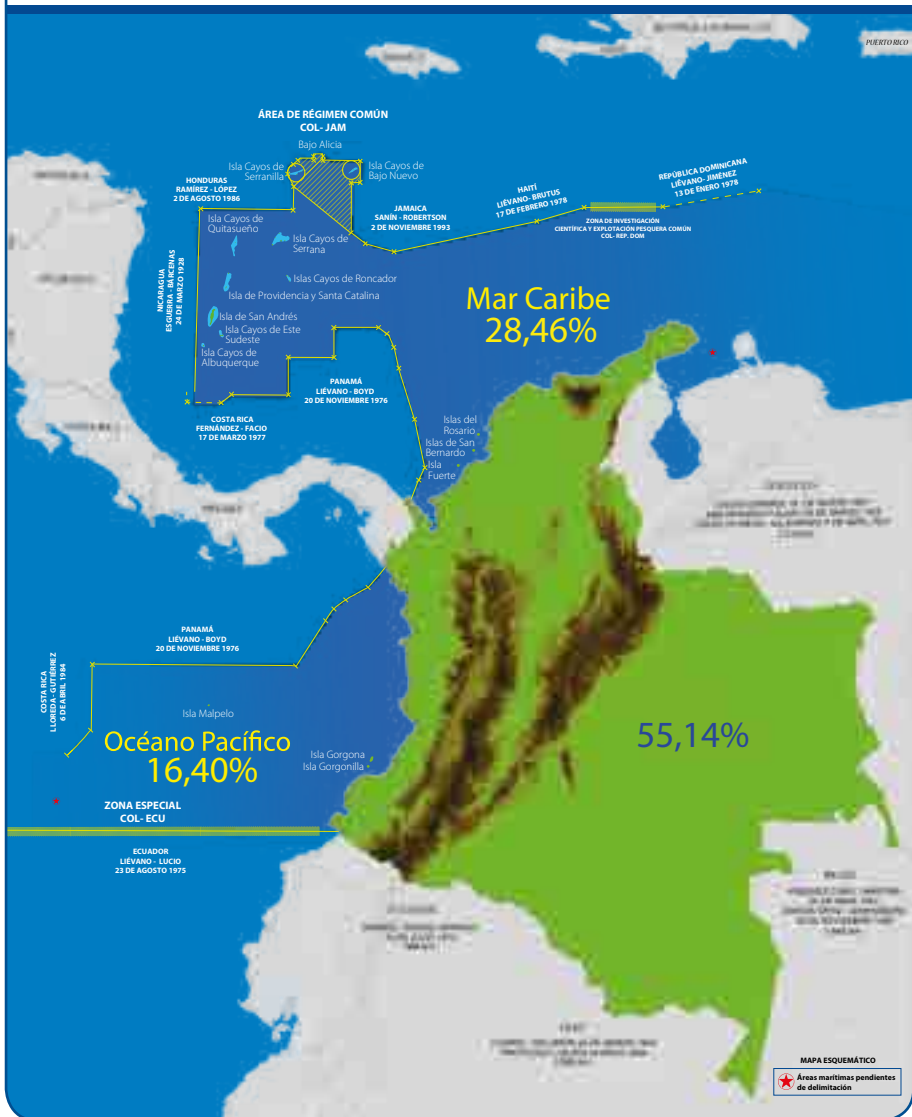 PUERTO RICO
ÁREA DE RÉGIMEN COMÚN
COL- JAM
Bajo Alicia
Isla Cayos de
Serranilla
Isla Cayos de
Bajo Nuevo
HONDURAS
RAMÍREZ - LÓPEZ
2 DE AGOSTO 1986
JAMAICA
SANÍN - ROBERTSON
2 DE NOVIEMBRE 1993
HAITÍ
LIÉVANO- BRUTUS
17 DE FEBRERO 1978
REPÚBLICA DOMINICANA
LIÉVANO- JIMÉNEZ
13 DE ENERO 1978
ZONA DE INVESTIGACIÓN
CIENTÍFICA Y EXPLOTACIÓN PESQUERA COMÚN
COL- REP. DOM
Isla Cayos de
Quitasueño
Isla Cayos de
Serrana
Islas Cayos de Roncador
Isla de Providencia y Santa Catalina
Isla de San Andrés
Isla Cayos de Este
Sudeste
Isla Cayos de
Albuquerque
NICARAGUA
ESGUERRA - BÁRCENAS
24 DE MARZO 1928
Mar Caribe
28,46%
PANAMÁ
LIÉVANO - BOYD
20 DE NOVIEMBRE 1976
COSTA RICA
FERNÁNDEZ - FACIO
17 DE MARZO 1977
Islas del
Rosario
Islas de San
Bernardo
Isla
Fuerte
PANAMÁ
LIÉVANO - BOYD
20 DE NOVIEMBRE 1976
COSTA RICA
LLOREDA - GUTIÉRREZ
6 DE ABRIL 1984
Isla Malpelo
Océano Pacífico
16,40%
Isla Gorgona
Isla Gorgonilla
55,14%
ZONA ESPECIAL
COL- ECU
ECUADOR
LIÉVANO - LUCIO
23 DE AGOSTO 1975
MAPA ESQUEMÁTICO
Áreas marítimas pendientes
de delimitación